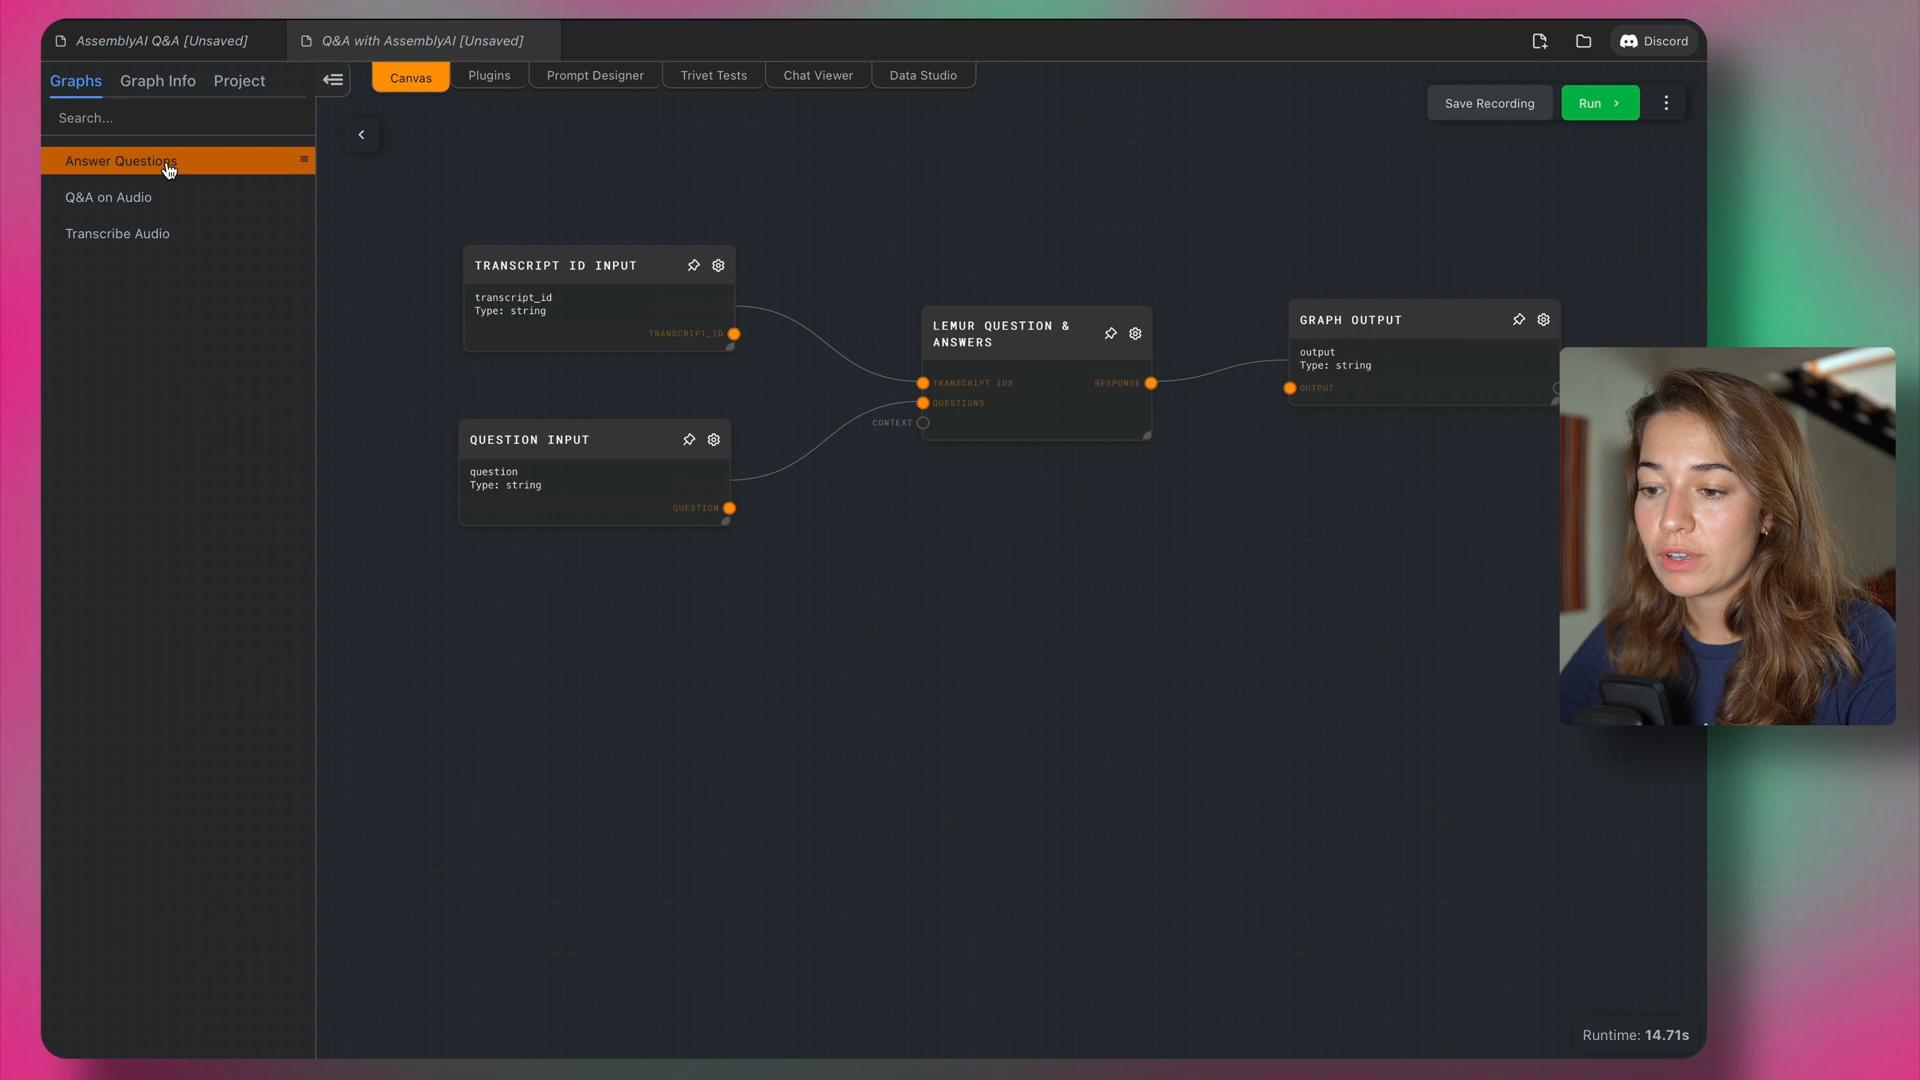 AssemblyAI Q&A [Unsaved]
Q&A with AssemblyAI [Unsaved]
Discord
Graphs
Graph Info
Project
Canvas
Plugins
Prompt Designer
Trivet Tests
Chat Viewer
Data Studio
Search...
Save Recording
Run
Answer Questions
Q&A on Audio
Transcribe Audio
TRANSCRIPT ID INPUT
transcript_id
Type: string
TRANSCRIPT_ID
QUESTION INPUT
question
Type: string
QUESTION
LEMUR QUESTION &
ANSWERS
TRANSCRIPT IDS
RESPONSE
QUESTIONS
CONTEXT
GRAPH OUTPUT
output
Type: string
OUTPUT
Runtime: 14.71s